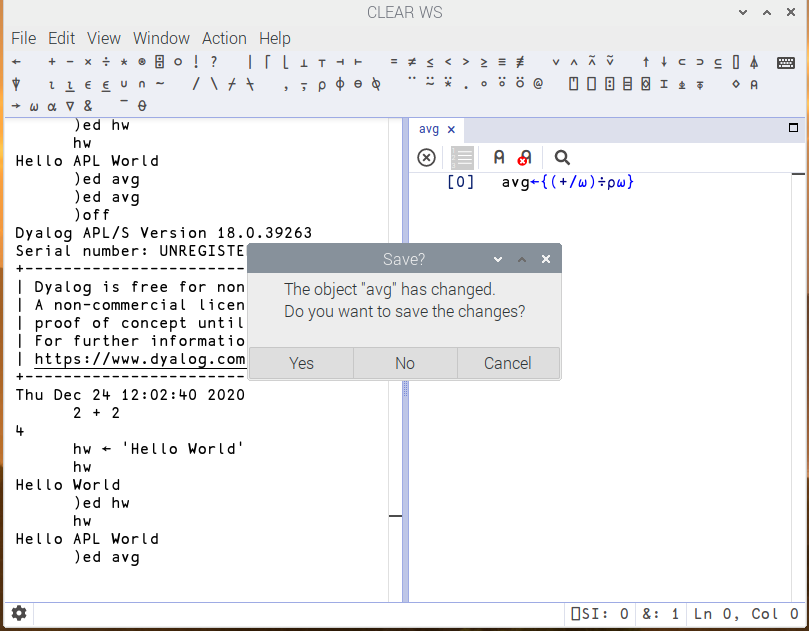 CLEAR WS
File Edit View Window Action Help
← + - × ÷ * ⍟ ⌹ ○ ! ? | ⌈ ⌊ ⊥ ⊤ ⊣ ⊢ = ≠ ≤ < > ≥ ≡ ≢ ∨ ∧ ⍲ ⍱ ↑ ↓ ⊂ ⊃ ⊆ ⌷ ⍋
⍒ ⍳ ⍸ ∊ ⍷ ∪ ∩ ~ / \ ⌿ ⍀ , ⍪ ⍴ ⌽ ⊖ ⍉ ¨ ⍨ ⍣ . ∘ ⍤ ⍥ @ ⍞ ⎕ ⍠ ⌸ ⌺ ⌶ ⍎ ⍕ ⋄ ⍝
→ ⍵ ⍺ ∇ & ¯ ⍬
)ed hw
hw
Hello APL World
)ed avg
)ed avg
)off
Dyalog APL/S Version 18.0.39263
Serial number: UNREGISTE
+------------------------
| Dyalog is free for non
| A non-commercial licen
| proof of concept until
| For further informatio
| https://www.dyalog.com
+------------------------
Thu Dec 24 12:02:40 2020
2 + 2
4
hw ← 'Hello World'
hw
Hello World
)ed hw
hw
Hello APL World
)ed avg
avg ×
[0] avg←{(+/⍵)÷⍴⍵}
Save?
The object "avg" has changed.
Do you want to save the changes?
Yes No Cancel
⎕SI: 0 &: 1 Ln 0, Col 0